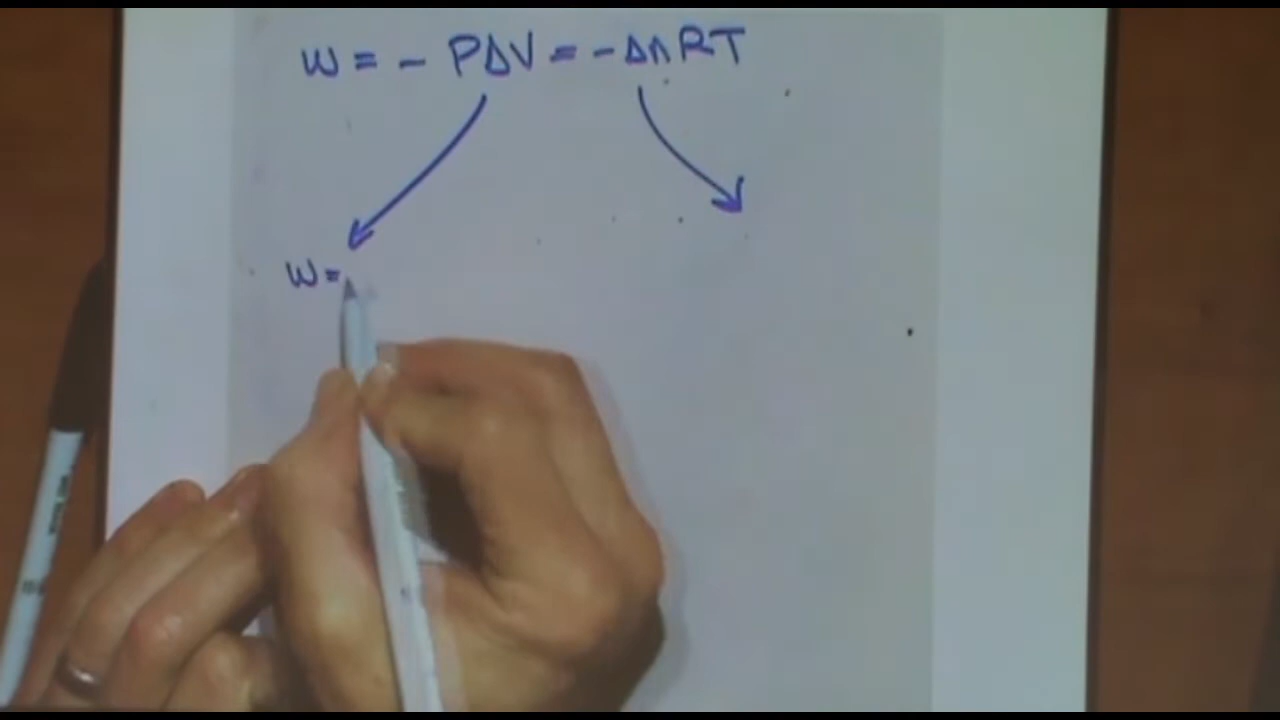 W = - PΔV = - ΔnRT
W =